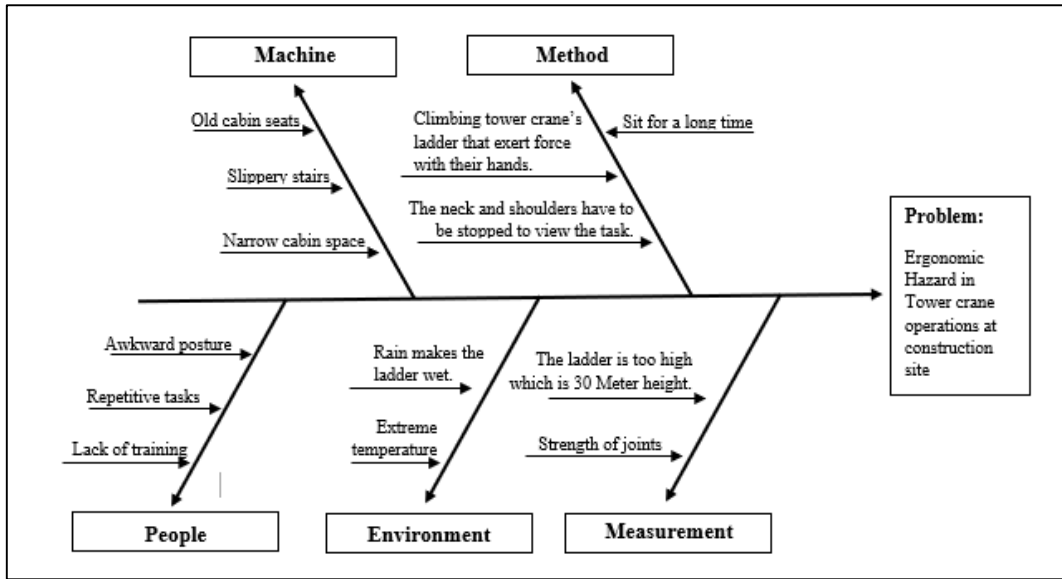 Machine
Old cabin seats
Slippery stairs
Narrow cabin space
Method
Climbing tower crane's
ladder that exert force
with their hands.
Sit for a long time
The neck and shoulders have to
be stopped to view the task.
Problem:
Ergonomic
Hazard in
Tower crane
operations at
construction
site
Awkward posture
Repetitive tasks
Lack of training
People
Rain makes the
ladder wet.
Extreme
temperature
Environment
The ladder is too high
which is 30 Meter height.
Strength of joints
Measurement